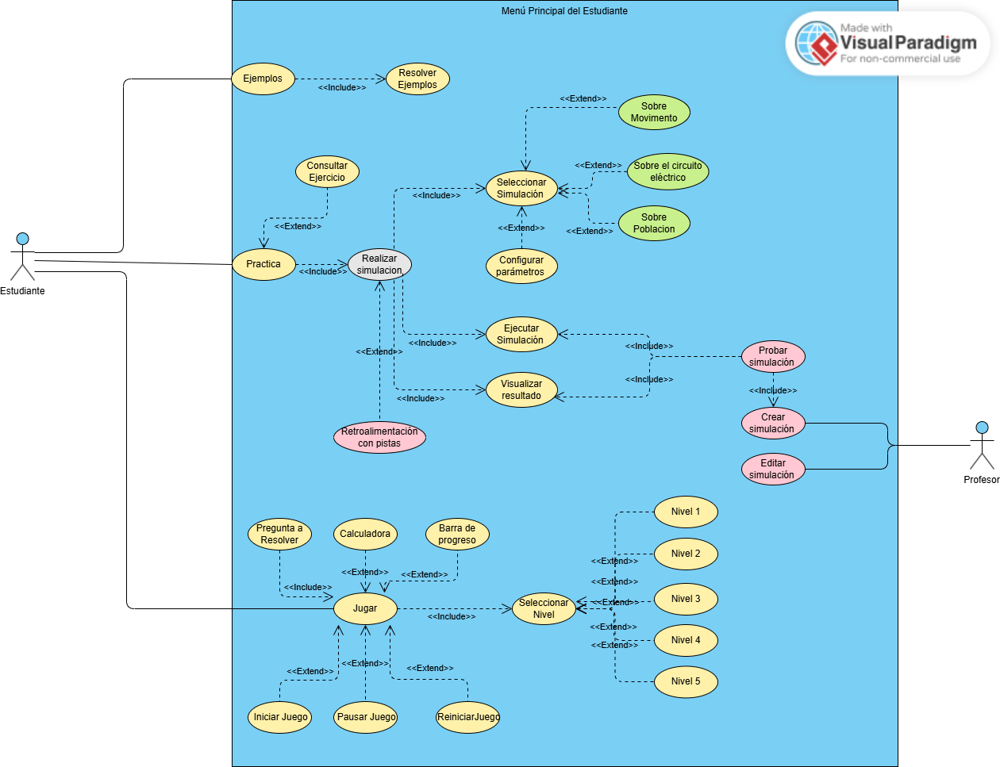 Menú Principal del Estudiante
Made with
Visual Paradigm
For non-commercial use
Ejemplos
<<Include>>
Resolver
Ejemplos
<<Extend>>
Sobre
Movimento
Consultar
Ejercicio
<<Extend>>
Seleccionar
Simulación
<<Include>>
<<Extend>>
Sobre el circuito
eléctrico
<<Extend>>
Sobre
Poblacion
<<Extend>>
Configurar
parámetros
Estudiante
Practica
<<Include>>
Realizar
simulacion
<<Extend>>
<<Include>>
Ejecutar
Simulación
<<Include>>
Probar
simulación
<<Include>>
Visualizar
resultado
<<Include>>
<<Include>>
Crear
simulación
Retroalimentación
con pistas
Editar
simulación
Profesor
Pregunta a
Resolver
Calculadora
Barra de
progreso
<<Include>>
<<Extend>>
<<Extend>>
Jugar
<<Include>>
Seleccionar
Nivel
Nivel 1
<<Extend>>
Nivel 2
<<Extend>>
Nivel 3
<<Extend>>
Nivel 4
<<Extend>>
Nivel 5
<<Extend>>
<<Extend>>
<<Extend>>
<<Extend>>
Iniciar Juego
Pausar Juego
ReiniciarJuego